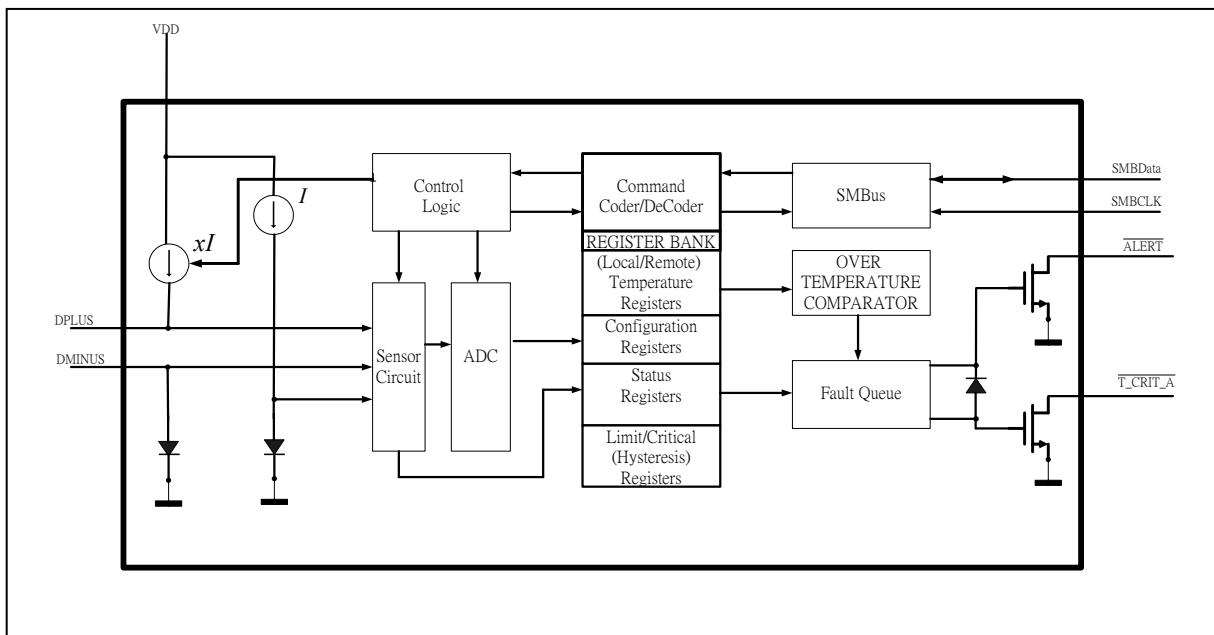 VDD
Control
Logic
I
xI
Command
Coder/DeCoder
REGISTER BANK
(Local/Remote)
Temperature
Registers
Configuration
Registers
Status
Registers
Limit/Critical
(Hysteresis)
Registers
SMBus
OVER
TEMPERATURE
COMPARATOR
Fault Queue
Sensor
Circuit
ADC
DPLUS
DMINUS
SMBData
SMBCLK
ALERT
T_CRIT_A